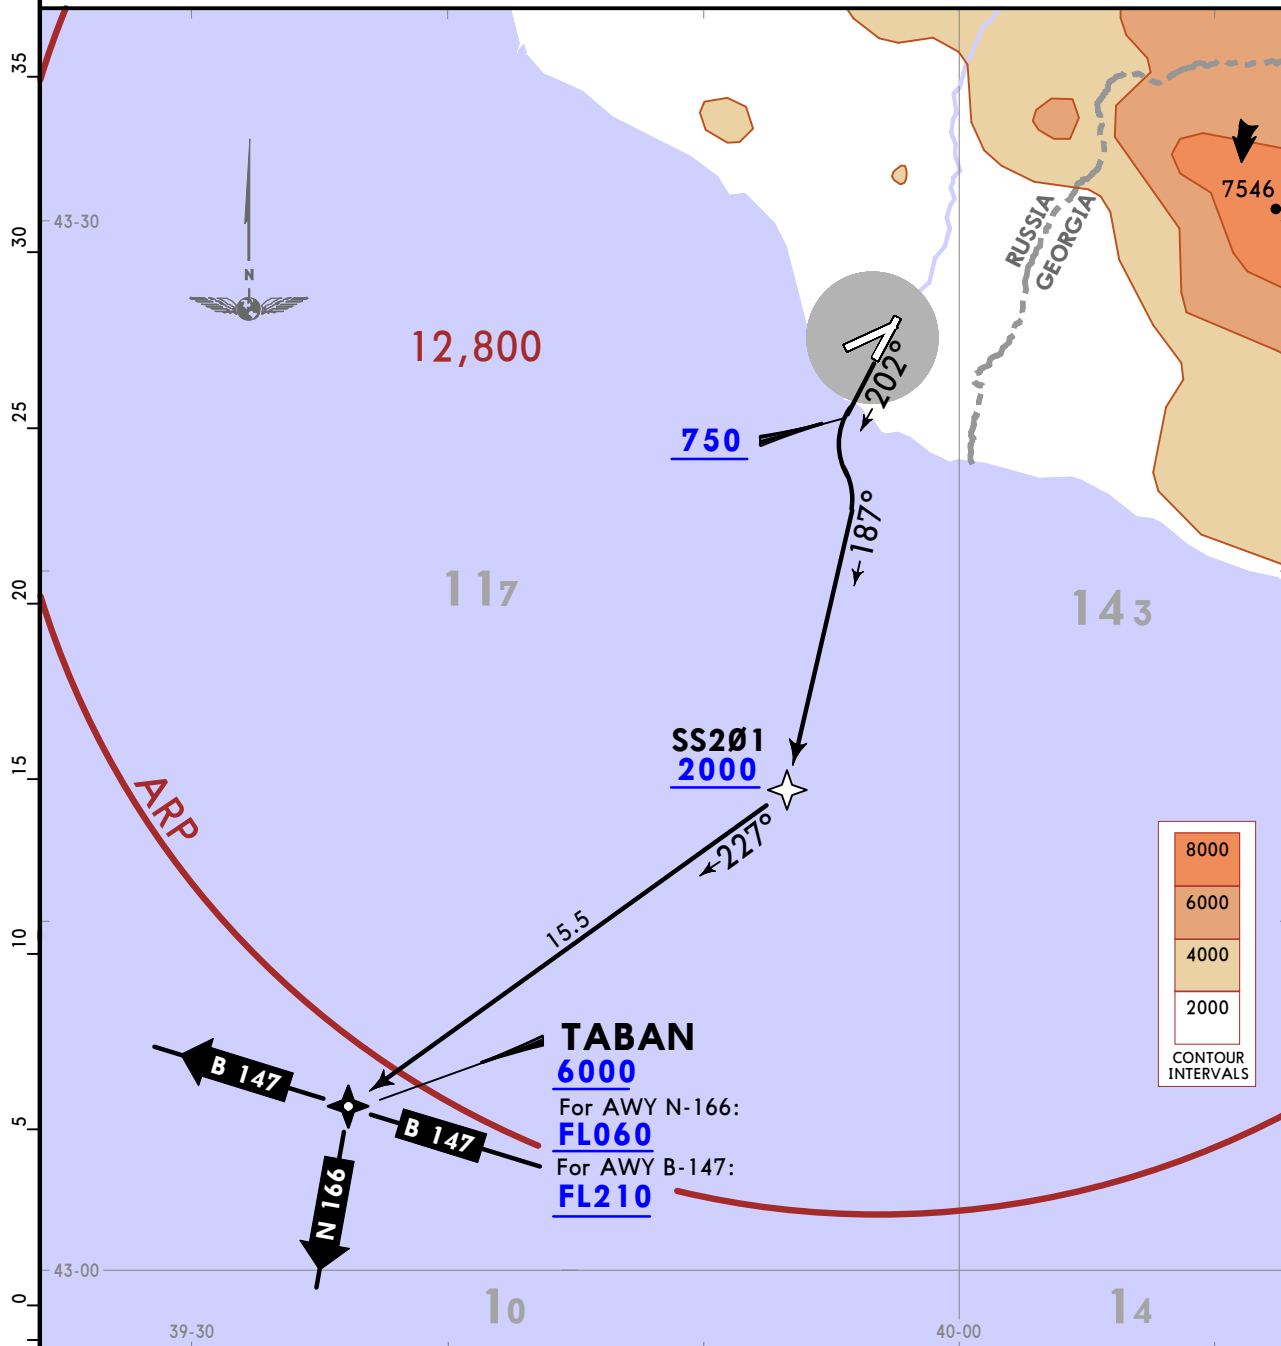 35
7546
RUSSIA
GEORGIA
43-30
30
N
12,800
202°
25
750
187°
20
117
143
SS2Ø1
2000
15
ARP
227°
8000
6000
4000
2000
CONTOUR
INTERVALS
15.5
10
TABAN
6000
For AWY N-166:
FL060
For AWY B-147:
FL210
B 147
B 147
N 166
5
43-00
0
10
14
39-30
40-00